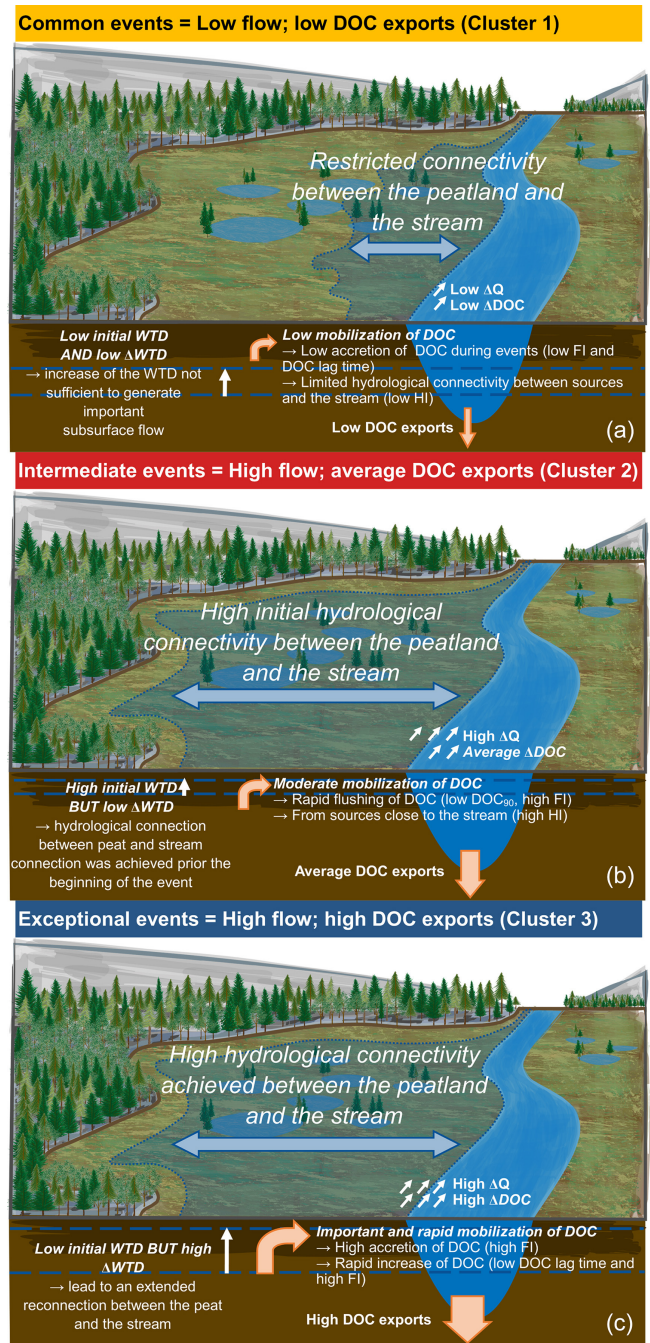 Common events = Low flow; low DOC exports (Cluster 1)
Restricted connectivity
between the peatland and
the stream
Low ΔQ
Low ΔDOC
Low initial WTD
AND low ΔWTD
→ increase of the WTD not
sufficient to generate
important
subsurface flow
Low mobilization of DOC
→ Low accretion of DOC during events (low FI and
DOC lag time)
→ Limited hydrological connectivity between sources
and the stream (low HI)
Low DOC exports
(a)
Intermediate events = High flow; average DOC exports (Cluster 2)
High initial hydrological
connectivity between the peatland
and the stream
High ΔQ
Average ΔDOC
High initial WTD
BUT low ΔWTD
→ hydrological connection
between peat and stream
connection was achieved prior the
beginning of the event
Moderate mobilization of DOC
→ Rapid flushing of DOC (low DOC₉₀, high FI)
→ From sources close to the stream (high HI)
Average DOC exports
(b)
Exceptional events = High flow; high DOC exports (Cluster 3)
High hydrological connectivity
achieved between the peatland
and the stream
High ΔQ
High ΔDOC
Low initial WTD BUT high
ΔWTD
→ lead to an extended
reconnection between the peat
and the stream
Important and rapid mobilization of DOC
→ High accretion of DOC (high FI)
→ Rapid increase of DOC (low DOC lag time and
high FI)
High DOC exports
(c)